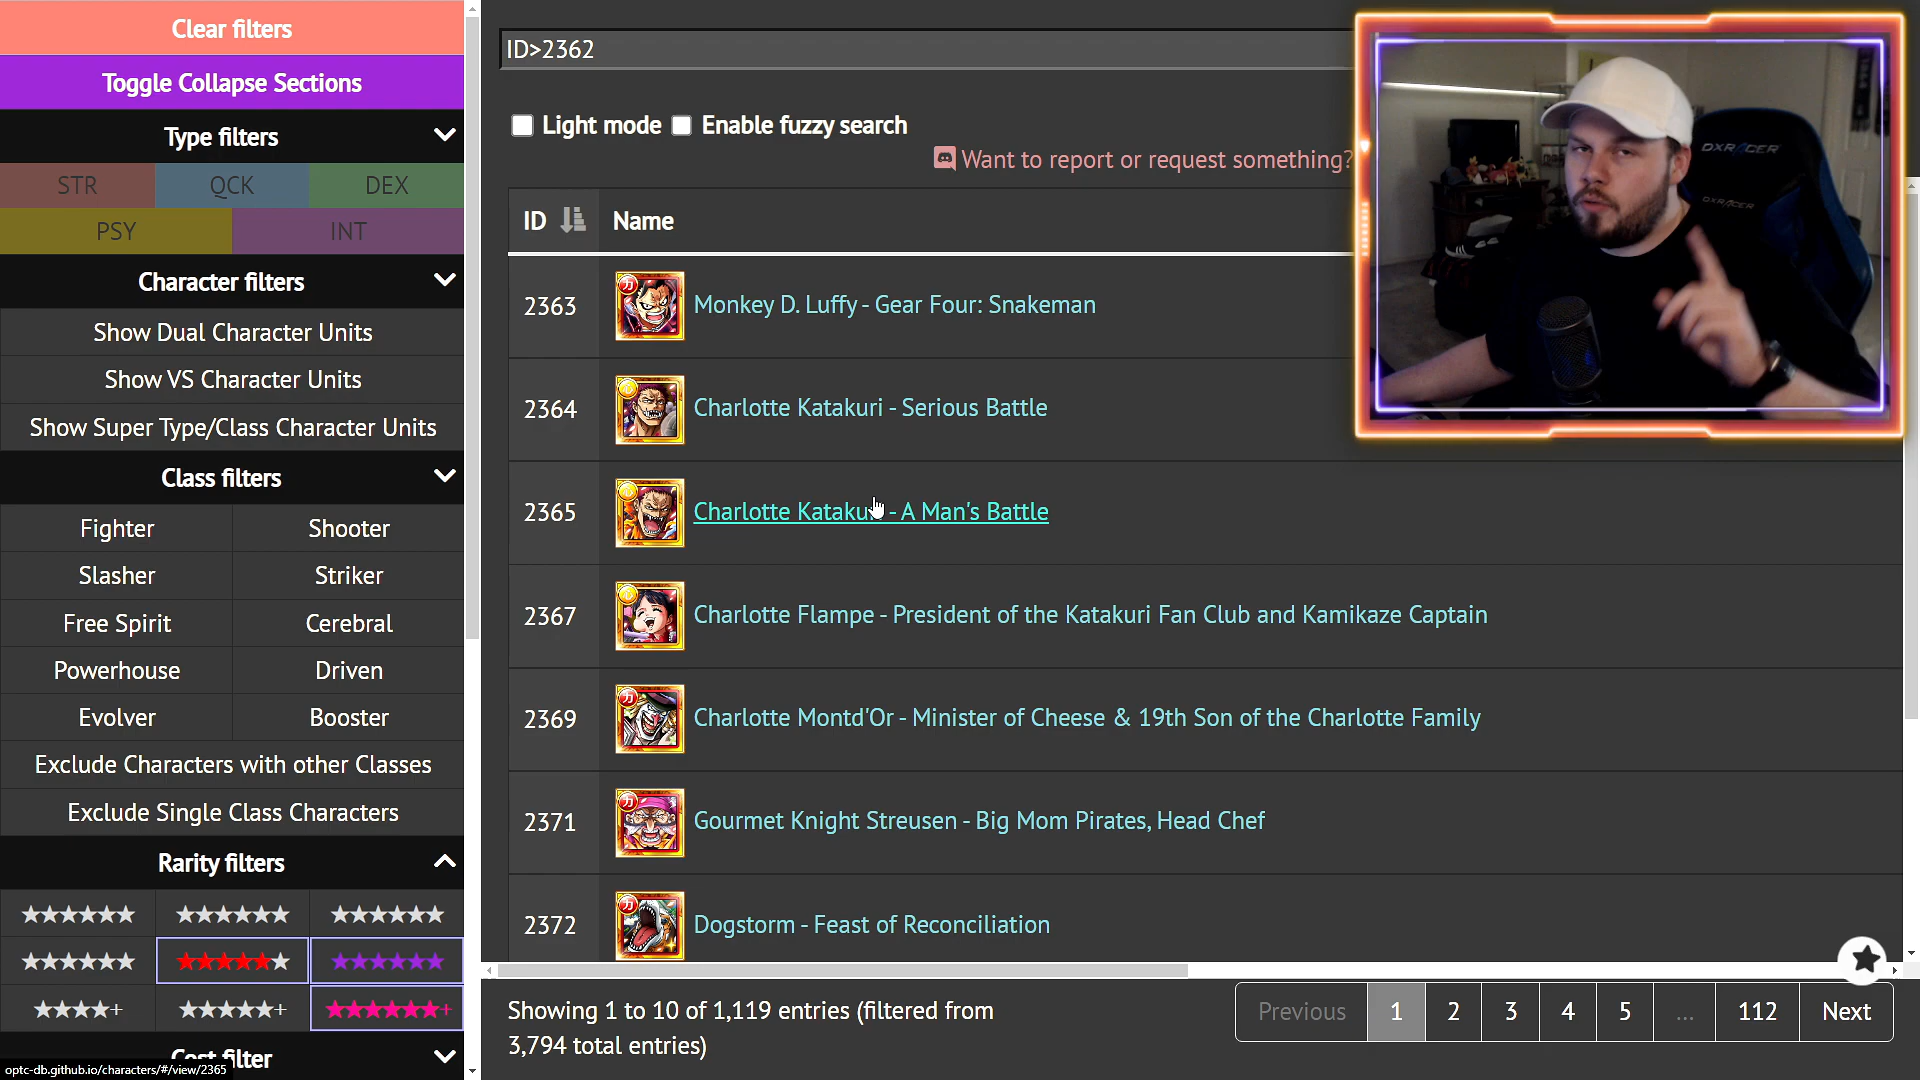 Clear filters
Toggle Collapse Sections
Type filters
STR QCK DEX
PSY INT
Character filters
Show Dual Character Units
Show VS Character Units
Show Super Type/Class Character Units
Class filters
Fighter Shooter
Slasher Striker
Free Spirit Cerebral
Powerhouse Driven
Evolver Booster
Exclude Characters with other Classes
Exclude Single Class Characters
Rarity filters
★★★★★★ ★★★★★★ ★★★★★★
★★★★★★ ★★★★★★ ★★★★★★
★★★★+ ★★★★★+ ★★★★★★+
Cost filter
optc-db.github.io/characters/#/view/2365
ID>2362
Light mode Enable fuzzy search
Want to report or request something?
ID Name
2363 Monkey D. Luffy - Gear Four: Snakeman
2364 Charlotte Katakuri - Serious Battle
2365 Charlotte Kataku - A Man's Battle
2367 Charlotte Flampe - President of the Katakuri Fan Club and Kamikaze Captain
2369 Charlotte Montd'Or - Minister of Cheese & 19th Son of the Charlotte Family
2371 Gourmet Knight Streusen - Big Mom Pirates, Head Chef
2372 Dogstorm - Feast of Reconciliation
Showing 1 to 10 of 1,119 entries (filtered from
3,794 total entries)
Previous 1 2 3 4 5 ... 112 Next
DXRACER
DXRACER